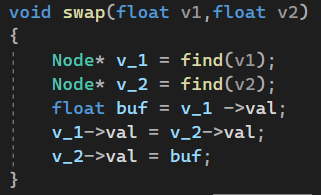 void swap(float v1,float v2)
{
Node* v_1 = find(v1);
Node* v_2 = find(v2);
float buf = v_1 ->val;
v_1->val = v_2->val;
v_2->val = buf;
}